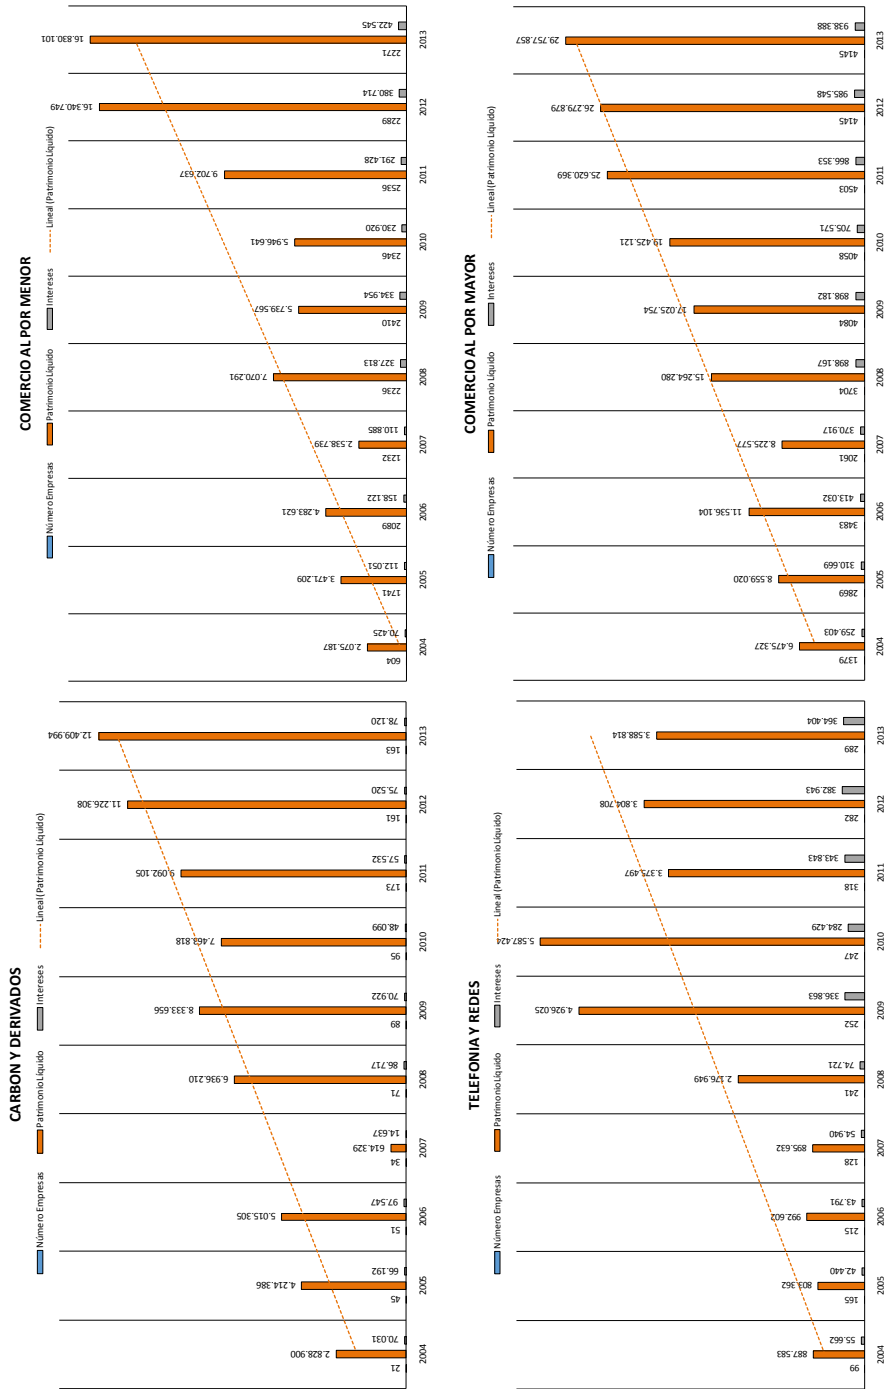 CARBON Y DERIVADOS
Número Empresas Patrimonio Líquido Intereses Lineal (Patrimonio Líquido)
21 2.828.900 70.031
45 4.214.386 66.192
51 5.015.305 97.547
34 614.329 14.637
71 6.936.210 86.717
89 8.333.656 70.922
95 7.463.818 48.099
173 9.092.105 57.532
161 11.226.308 75.520
163 12.409.994 78.120
2004 2005 2006 2007 2008 2009 2010 2011 2012 2013
COMERCIO AL POR MENOR
Número Empresas Patrimonio Líquido Intereses Lineal (Patrimonio Líquido)
604 2.075.187 70.425
1741 3.471.209 112.051
2089 4.283.621 158.122
1232 2.538.739 110.885
2236 7.070.291 327.813
2410 5.739.567 334.954
2346 5.946.641 230.920
2536 9.702.637 291.428
2289 16.340.749 380.714
2271 16.830.101 422.545
2004 2005 2006 2007 2008 2009 2010 2011 2012 2013
TELEFONIA Y REDES
Número Empresas Patrimonio Líquido Intereses Lineal (Patrimonio Líquido)
99 887.583 55.662
165 803.362 42.440
215 992.602 43.791
128 895.632 54.940
241 2.176.949 74.721
252 4.926.025 336.863
247 5.587.424 284.429
318 3.375.497 343.843
282 3.804.708 382.943
289 3.588.814 364.404
2004 2005 2006 2007 2008 2009 2010 2011 2012 2013
COMERCIO AL POR MAYOR
Número Empresas Patrimonio Líquido Intereses Lineal (Patrimonio Líquido)
1379 6.475.327 259.403
2869 8.559.020 310.669
3483 11.536.104 413.032
2061 8.225.577 370.917
3704 15.264.280 898.167
4084 17.025.754 898.182
4058 19.425.121 705.571
4503 25.620.369 866.353
4145 26.279.879 985.548
4145 29.757.857 938.388
2004 2005 2006 2007 2008 2009 2010 2011 2012 2013